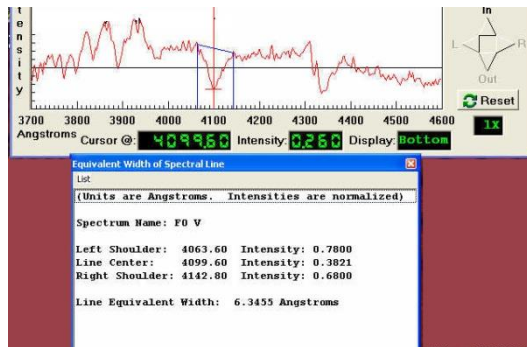 tensity
In
L R
Out
Reset
1X
3700 3800 3900 4000 4100 4200 4300 4400 4500 4600
Angstroms Cursor @: 4099.60 Intensity: 0.260 Display: Bottom
Equivalent Width of Spectral Line
List
(Units are Angstroms. Intensities are normalized)
Spectrum Name: F0 V
Left Shoulder: 4063.60 Intensity: 0.7800
Line Center: 4099.60 Intensity: 0.3821
Right Shoulder: 4142.80 Intensity: 0.6800
Line Equivalent Width: 6.3455 Angstroms